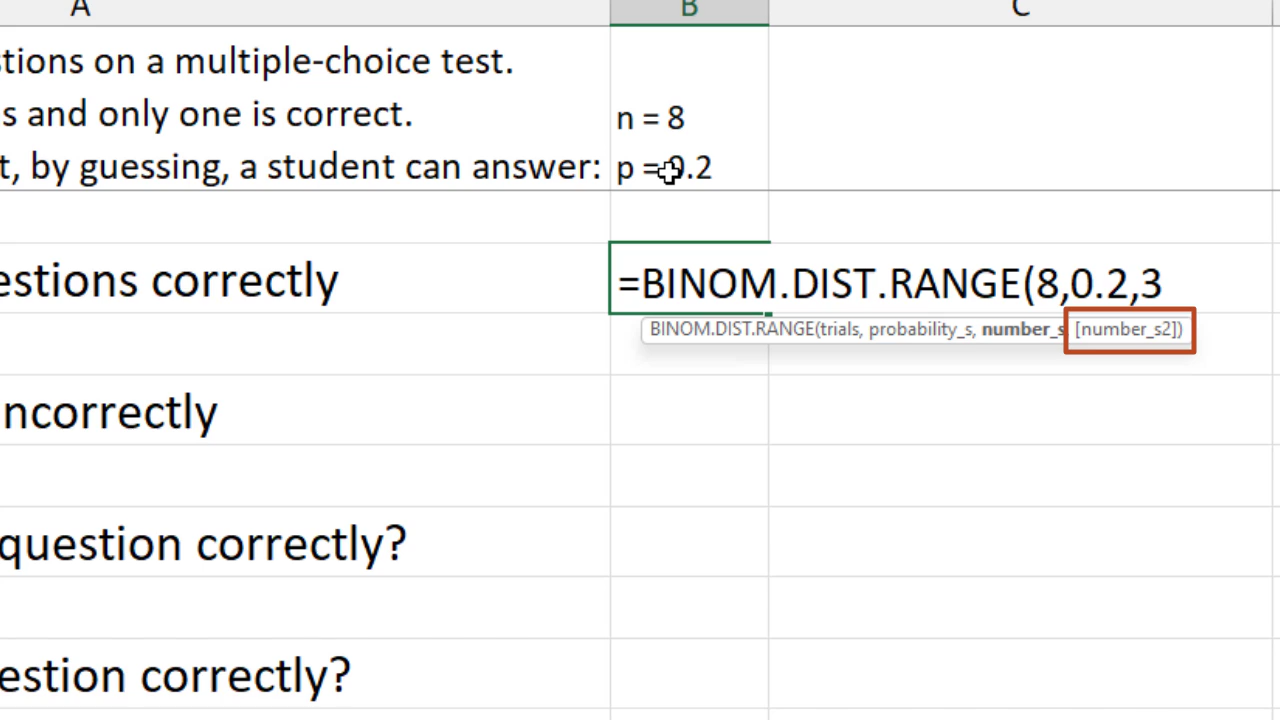 A B C
stions on a multiple-choice test.
s and only one is correct.
n = 8
t, by guessing, a student can answer:
p = 0.2
estions correctly
=BINOM.DIST.RANGE(8,0.2,3
BINOM.DIST.RANGE(trials, probability_s, number_s [number_s2])
ncorrectly
question correctly?
estion correctly?